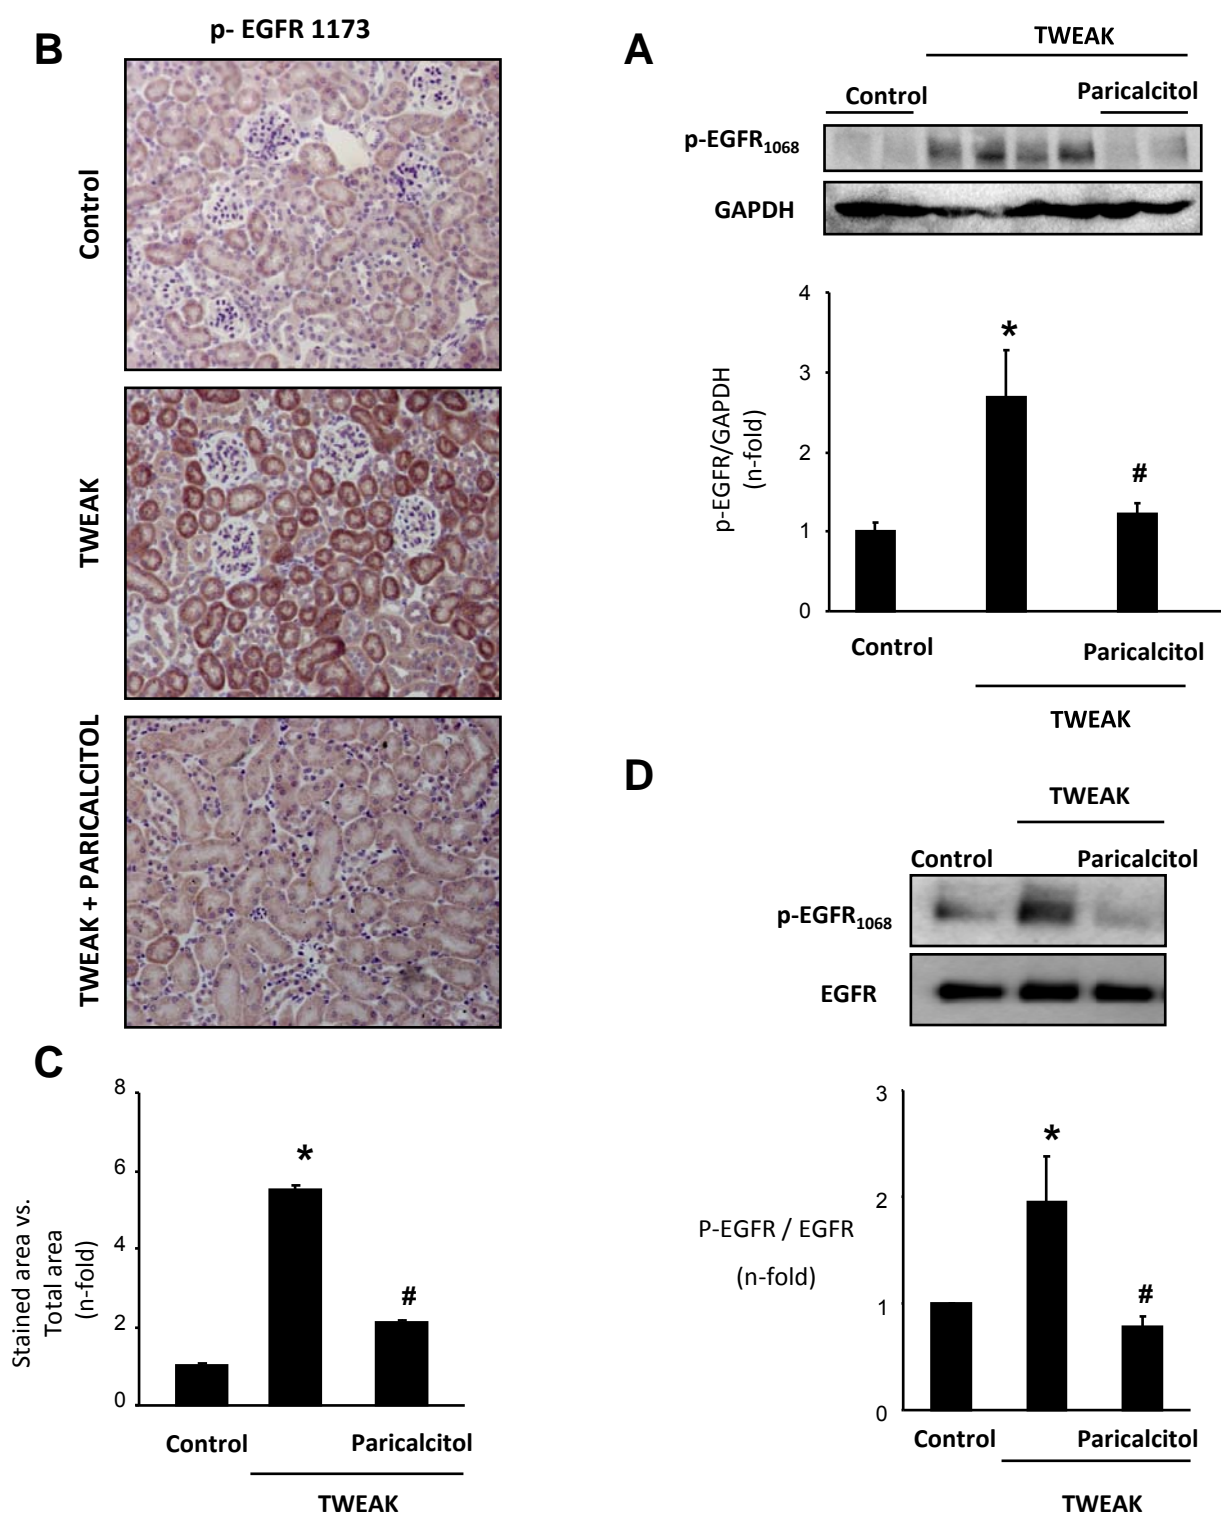 B
p- EGFR 1173
Control
TWEAK
TWEAK + PARICALCITOL
A
TWEAK
Control
Paricalcitol
p-EGFR1068
GAPDH
p-EGFR/GAPDH
(n-fold)
4
3
2
1
0
*
#
Control
Paricalcitol
TWEAK
C
Stained area vs.
Total area
(n-fold)
8
6
4
2
0
*
#
Control
Paricalcitol
TWEAK
D
TWEAK
Control
Paricalcitol
p-EGFR1068
EGFR
P-EGFR / EGFR
(n-fold)
3
2
1
0
*
#
Control
Paricalcitol
TWEAK